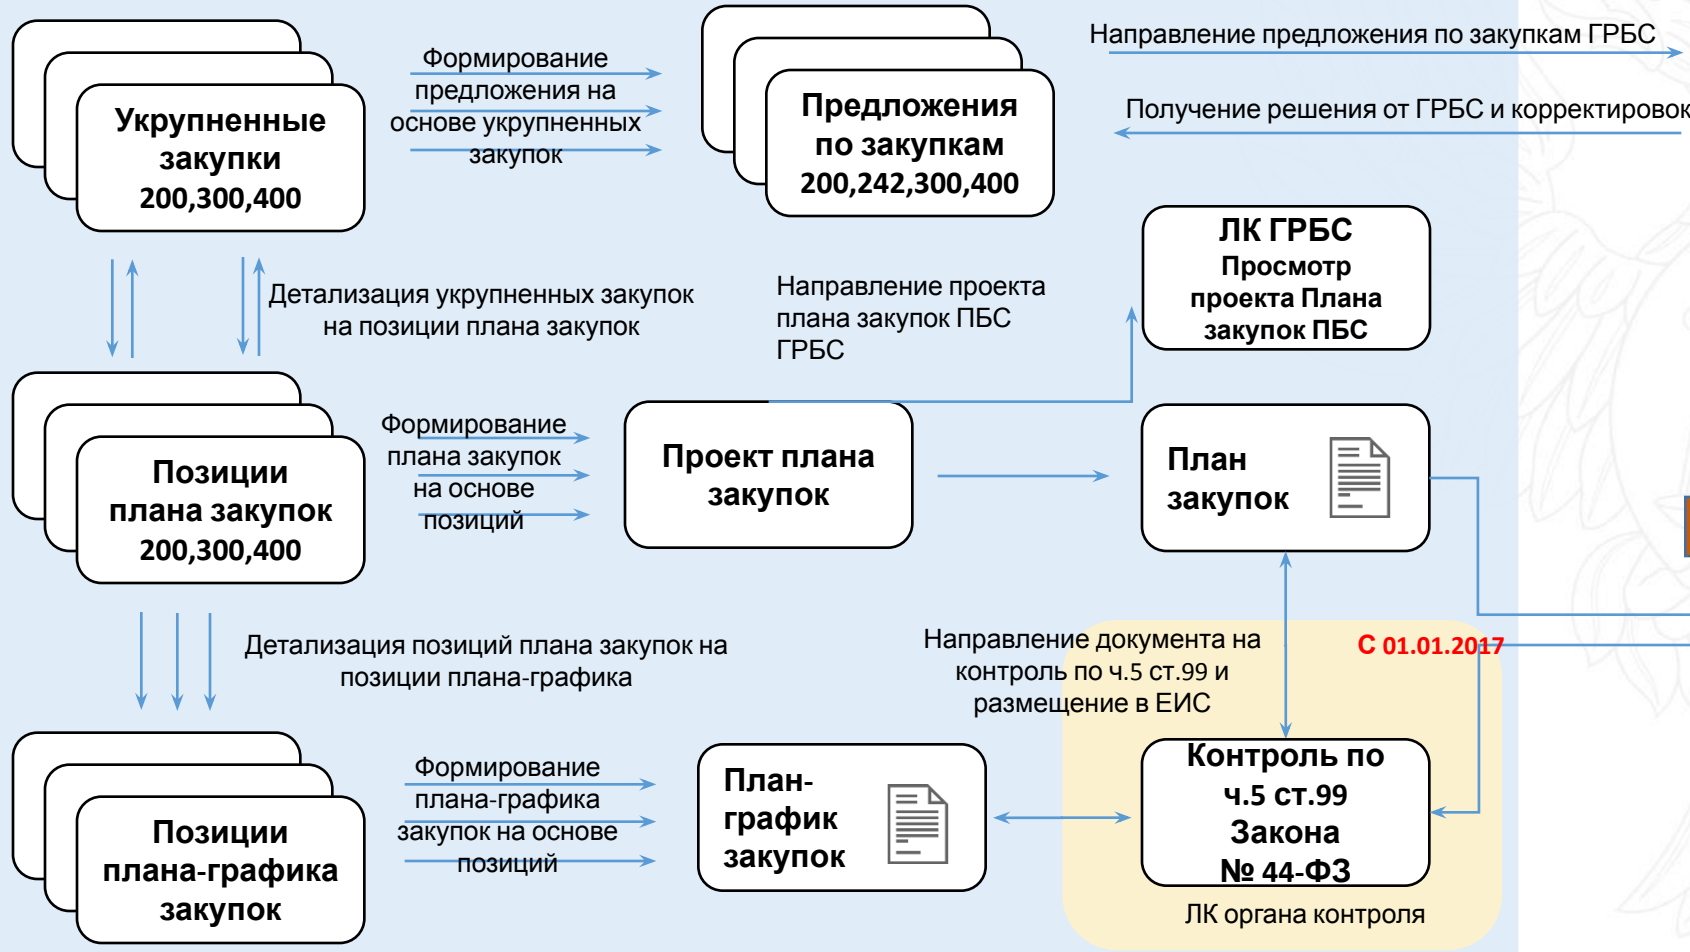 Укрупненные
закупки
200,300,400
Формирование
предложения на
основе укрупненных
закупок
Предложения
по закупкам
200,242,300,400
Направление предложения по закупкам ГРБС
Получение решения от ГРБС и корректировок
ЛК ГРБС
Просмотр
проекта Плана
закупок ПБС
Детализация укрупненных закупок
на позиции плана закупок
Направление проекта
плана закупок ПБС
ГРБС
Позиции
плана закупок
200,300,400
Формирование
плана закупок
на основе
позиций
Проект плана
закупок
План
закупок
Детализация позиций плана закупок на
позиции плана-графика
Направление документа на
контроль по ч.5 ст.99 и
размещение в ЕИС
С 01.01.2017
Позиции
плана-графика
закупок
Формирование
плана-графика
закупок на основе
позиций
План-
график
закупок
Контроль по
ч.5 ст.99
Закона
№ 44-ФЗ
ЛК органа контроля